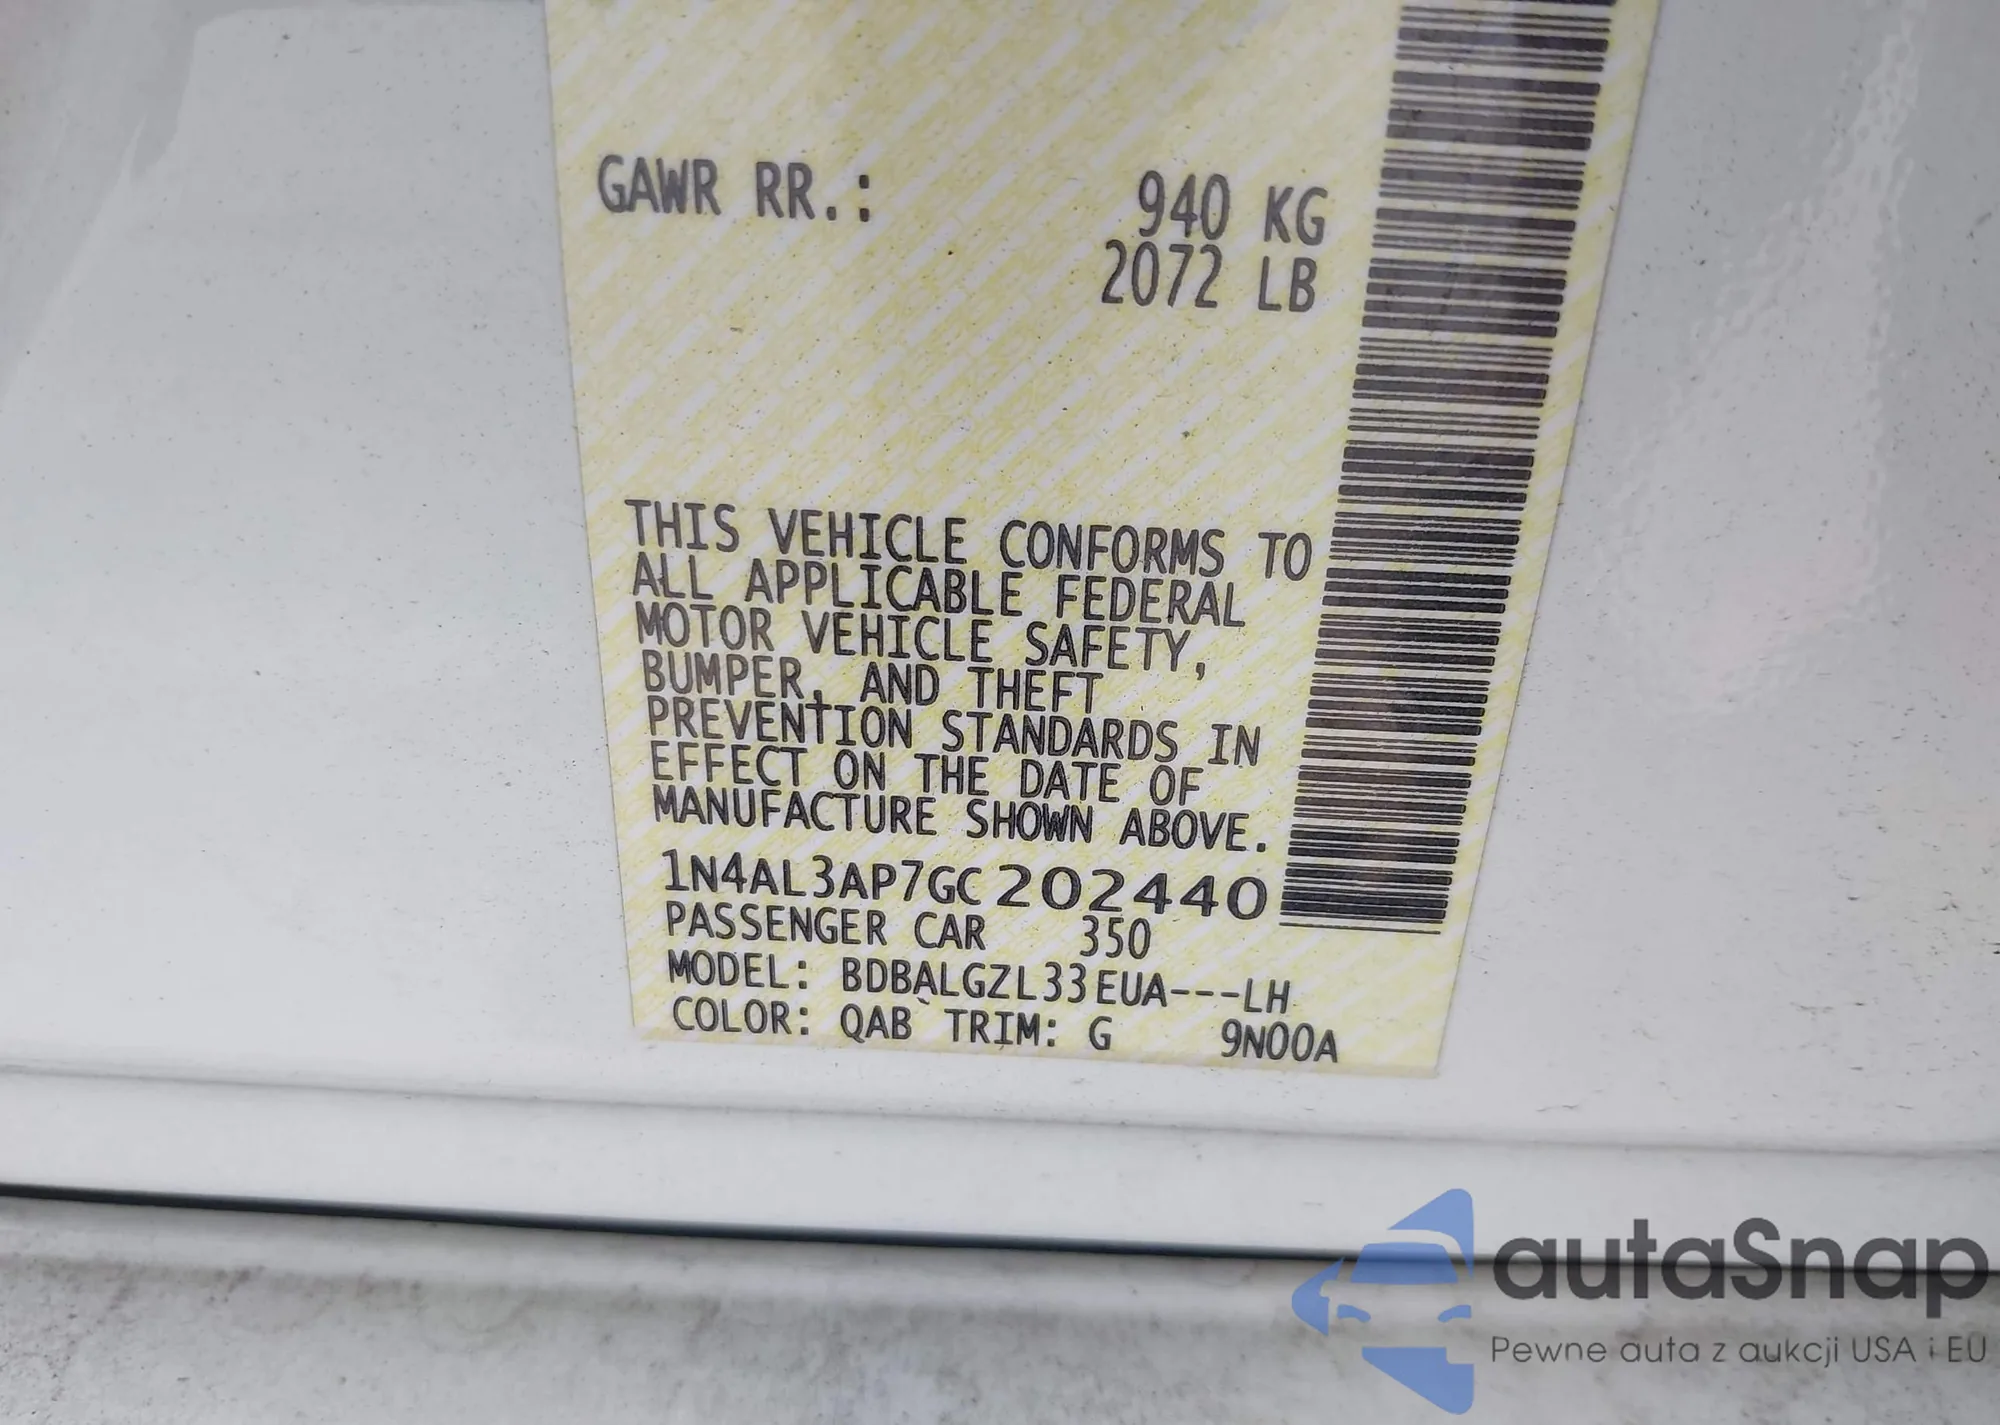 GAWR RR.: 940 KG
2072 LB
THIS VEHICLE CONFORMS TO
ALL APPLICABLE FEDERAL
MOTOR VEHICLE SAFETY,
BUMPER, AND THEFT
PREVENTION STANDARDS IN
EFFECT ON THE DATE OF
MANUFACTURE SHOWN ABOVE.
1N4AL3AP7GC202440
PASSENGER CAR 350
MODEL: BDBALGZL33EUA---LH
COLOR: QAB TRIM: G 9N00A
autaSnap
Pewne auta z aukcji USA i EU